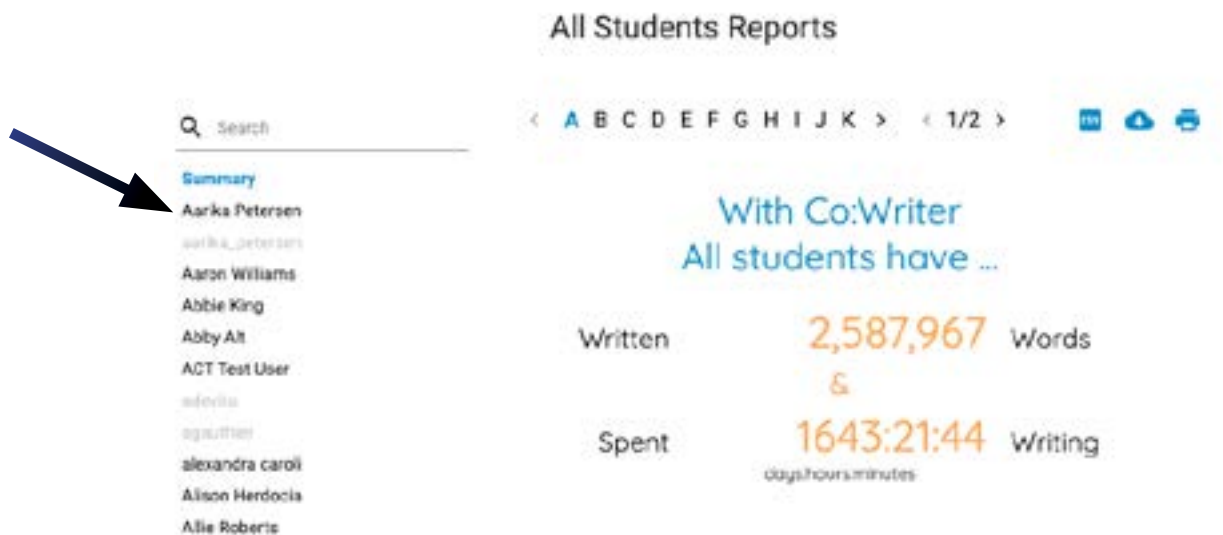 All Students Reports
Search
< A B C D E F G H I J K > < 1/2 >
Summary
Aarika Petersen
aarika_petersen
Aaron Williams
Abbie King
Abby Alt
ACT Test User
agauthier
alexandra caroli
Alison Herdocia
Allie Roberts
With Co:Writer
All students have ...
Written 2,587,967 Words
&
Spent 1643:21:44 Writing
days:hours:minutes